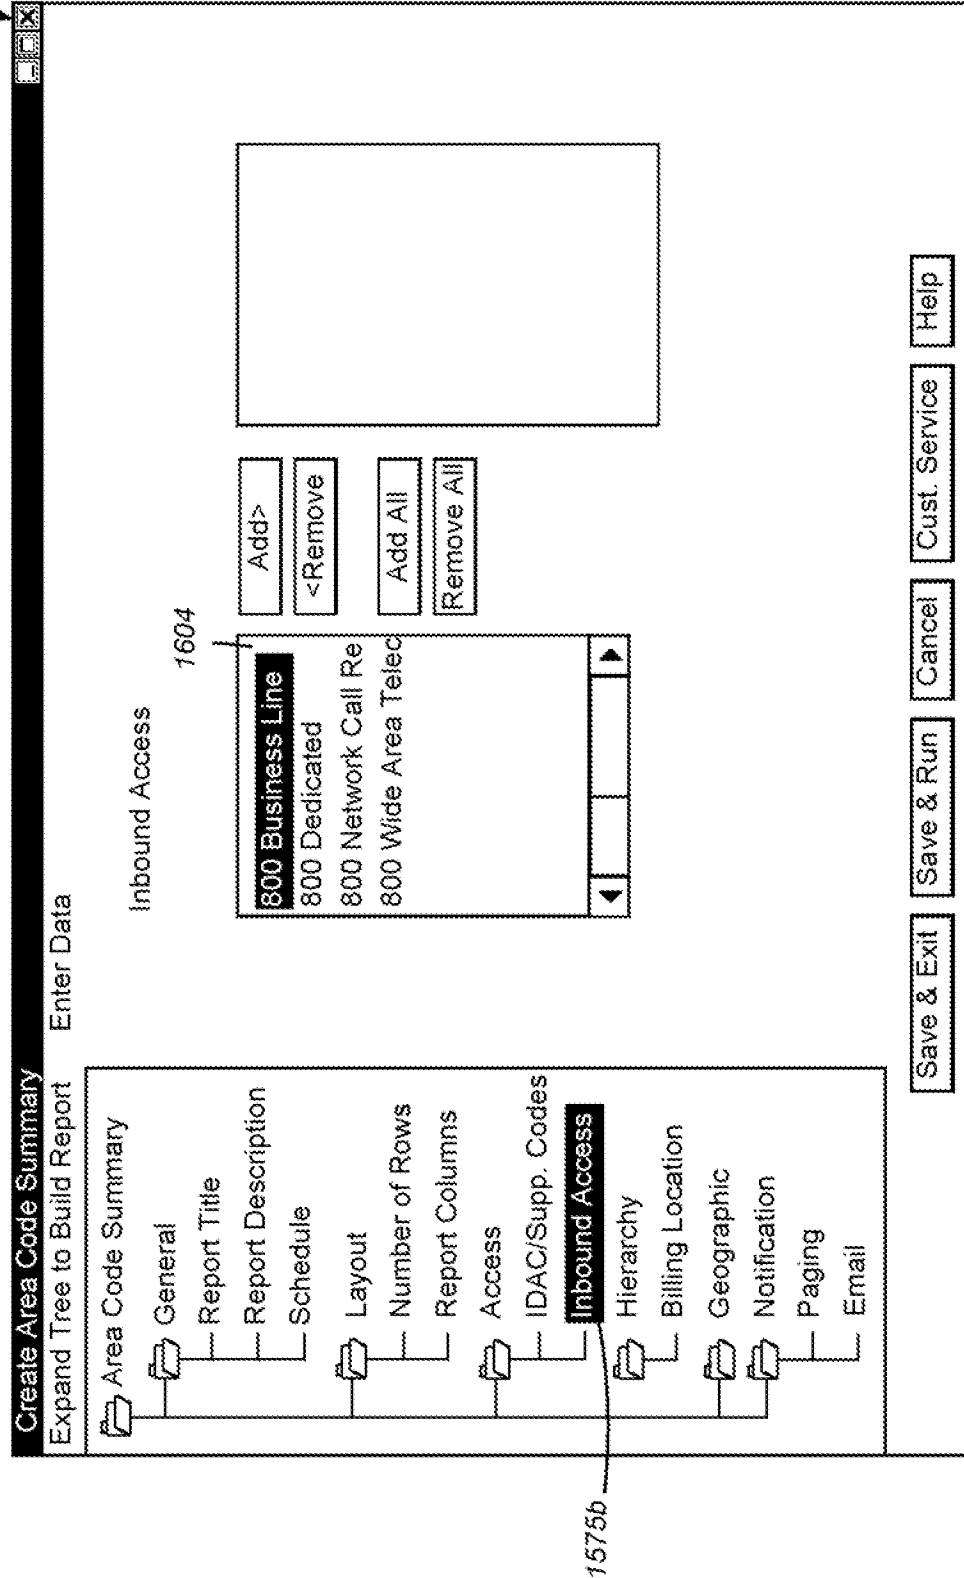 Create Area Code Summary
Expand Tree to Build Report
Enter Data
Area Code Summary
General
Report Title
Report Description
Schedule
Layout
Number of Rows
Report Columns
Access
IDAC/Supp. Codes
Inbound Access
Hierarchy
Billing Location
Geographic
Notification
Paging
Email
1575b
Inbound Access
1604
800 Business Line
800 Dedicated
800 Network Call Re
800 Wide Area Telec
Add>
<Remove
Add All
Remove All
Save & Exit
Save & Run
Cancel
Cust. Service
Help